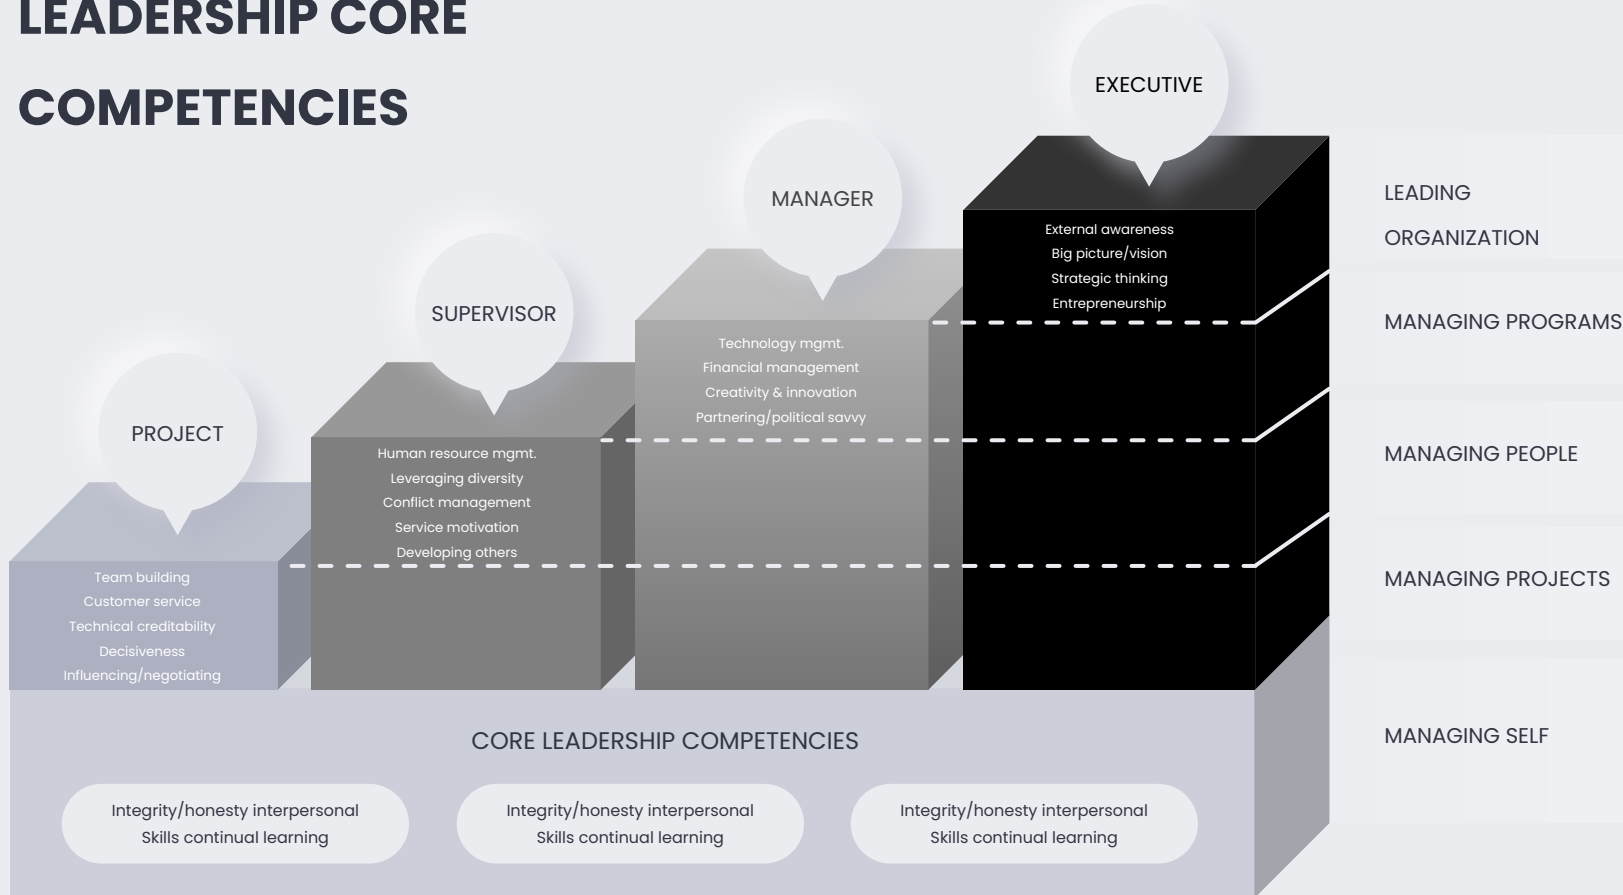 LEADERSHIP CORE
COMPETENCIES
EXECUTIVE
MANAGER
SUPERVISOR
PROJECT
External awareness
Big picture/vision
Strategic thinking
Entrepreneurship
Technology mgmt.
Financial management
Creativity & innovation
Partnering/political savvy
Human resource mgmt.
Leveraging diversity
Conflict management
Service motivation
Developing others
Team building
Customer service
Technical creditability
Decisiveness
Influencing/negotiating
LEADING
ORGANIZATION
MANAGING PROGRAMS
MANAGING PEOPLE
MANAGING PROJECTS
MANAGING SELF
CORE LEADERSHIP COMPETENCIES
Integrity/honesty interpersonal
Skills continual learning
Integrity/honesty interpersonal
Skills continual learning
Integrity/honesty interpersonal
Skills continual learning